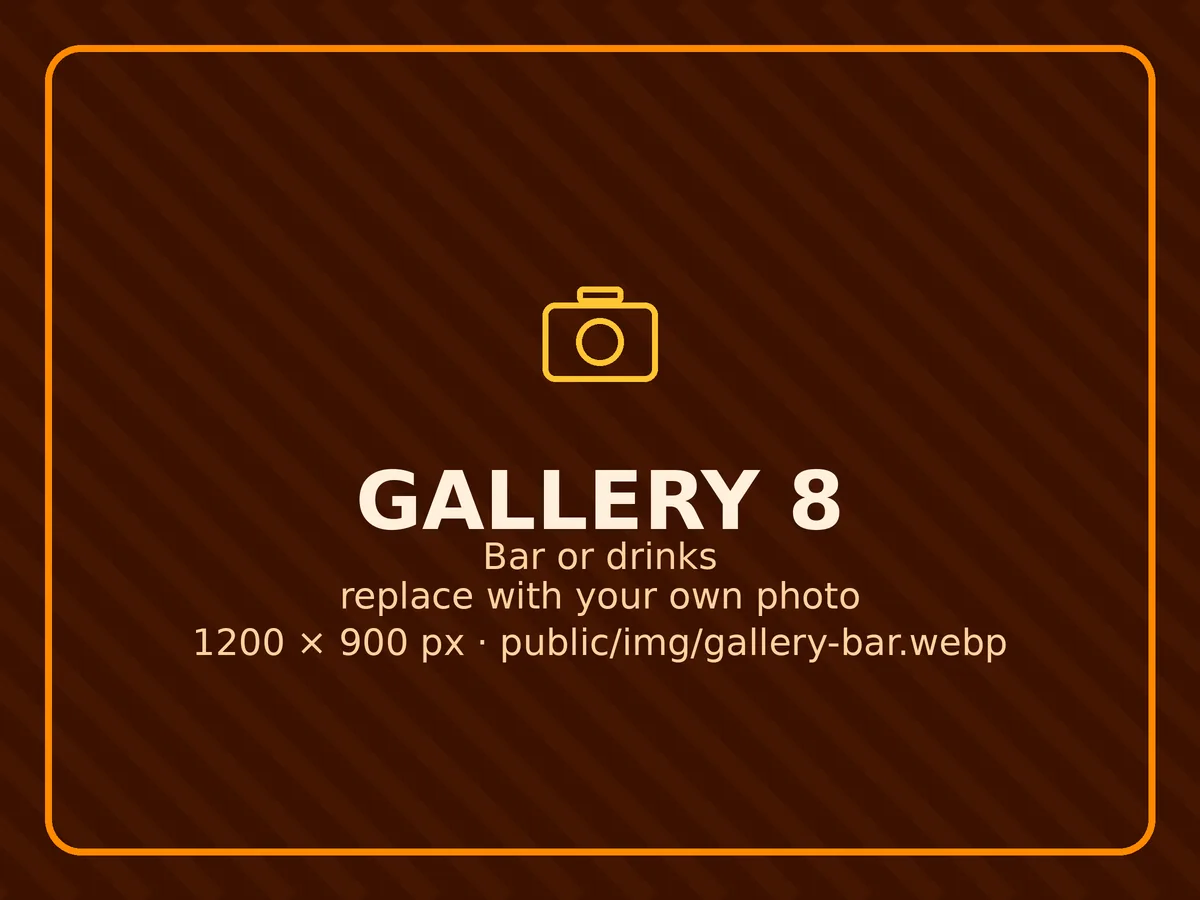 GALLERY 8
Bar or drinks
replace with your own photo
1200 × 900 px · public/img/gallery-bar.webp